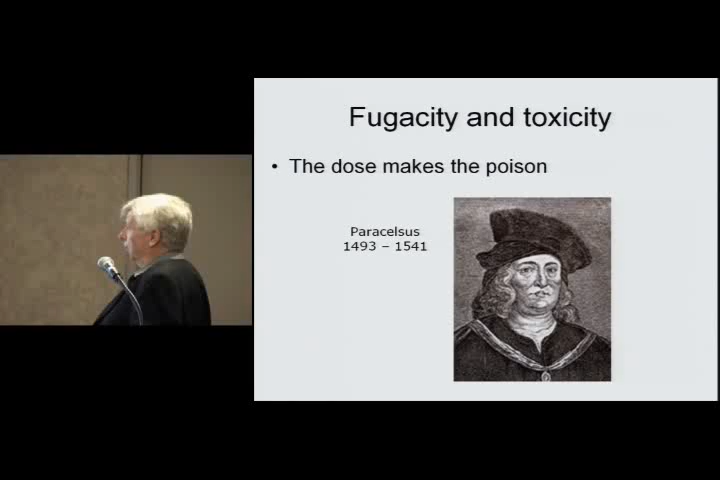 Fugacity and toxicity
• The dose makes the poison
Paracelsus
1493 – 1541